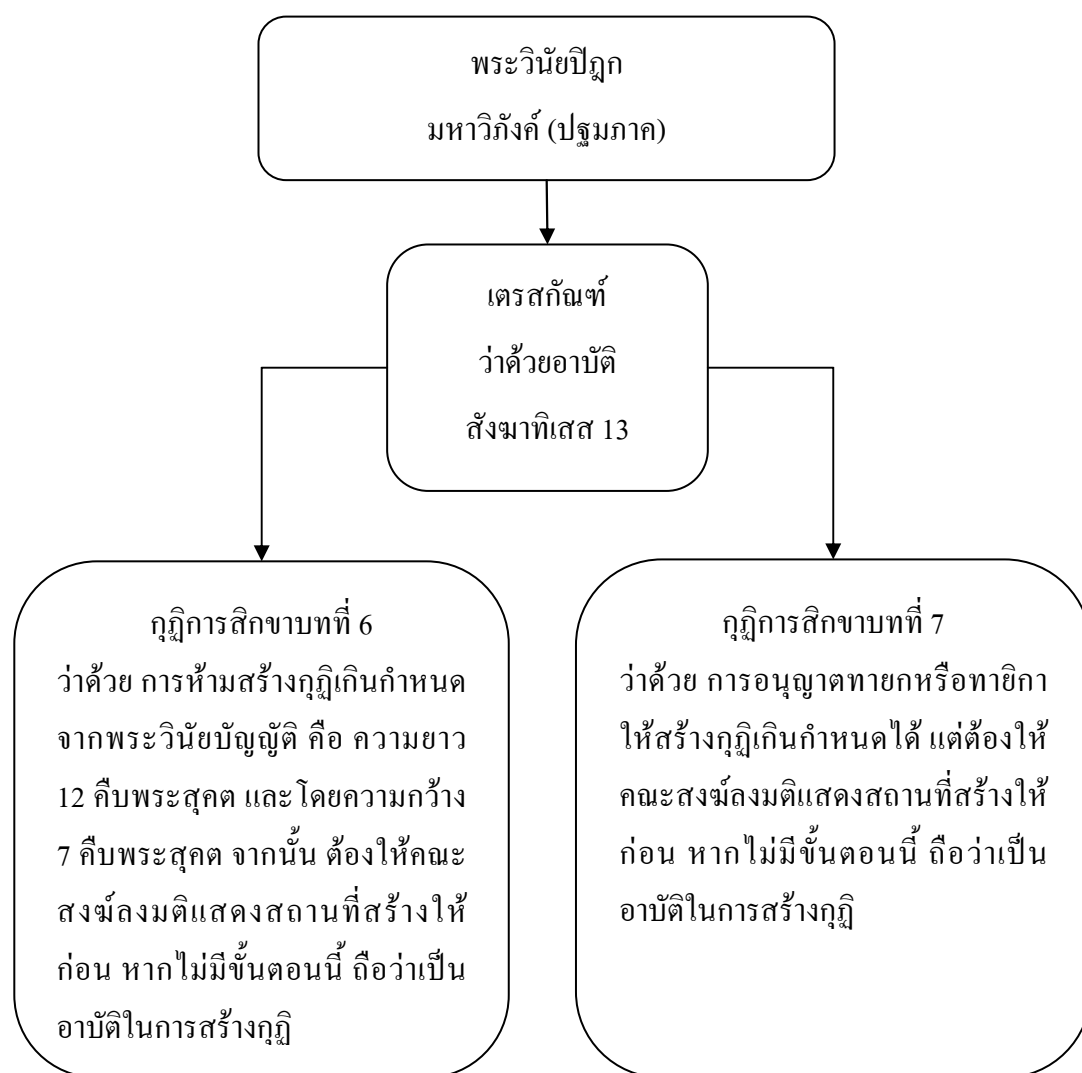 พระวินัยปิฎก
มหาวิภังค์ (ปฐมภาค)
เตรสกัณฑ์
ว่าด้วยอาบัติ
สังฆาทิเสส 13
กุฏิการสิกขาบทที่ 6
ว่าด้วย การห้ามสร้างกุฏิเกินกำหนด
จากพระวินัยบัญญัติ คือ ความยาว
12 คืบพระสุคต และโดยความกว้าง
7 คืบพระสุคต จากนั้น ต้องให้คณะ
สงฆ์ลงมติแสดงสถานที่สร้างให้
ก่อน หากไม่มีขั้นตอนนี้ ถือว่าเป็น
อาบัติในการสร้างกุฏิ
กุฏิการสิกขาบทที่ 7
ว่าด้วย การอนุญาตทายกหรือทายิกา
ให้สร้างกุฏิเกินกำหนดได้ แต่ต้องให้
คณะสงฆ์ลงมติแสดงสถานที่สร้างให้
ก่อน หากไม่มีขั้นตอนนี้ ถือว่าเป็น
อาบัติในการสร้างกุฏิ